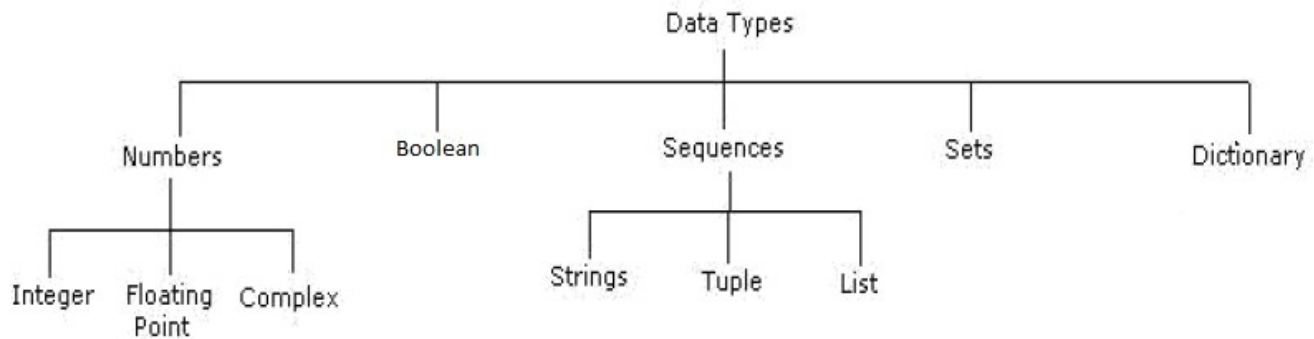 Data Types
Numbers
Boolean
Sequences
Sets
Dictionary
Integer
Floating
Point
Complex
Strings
Tuple
List